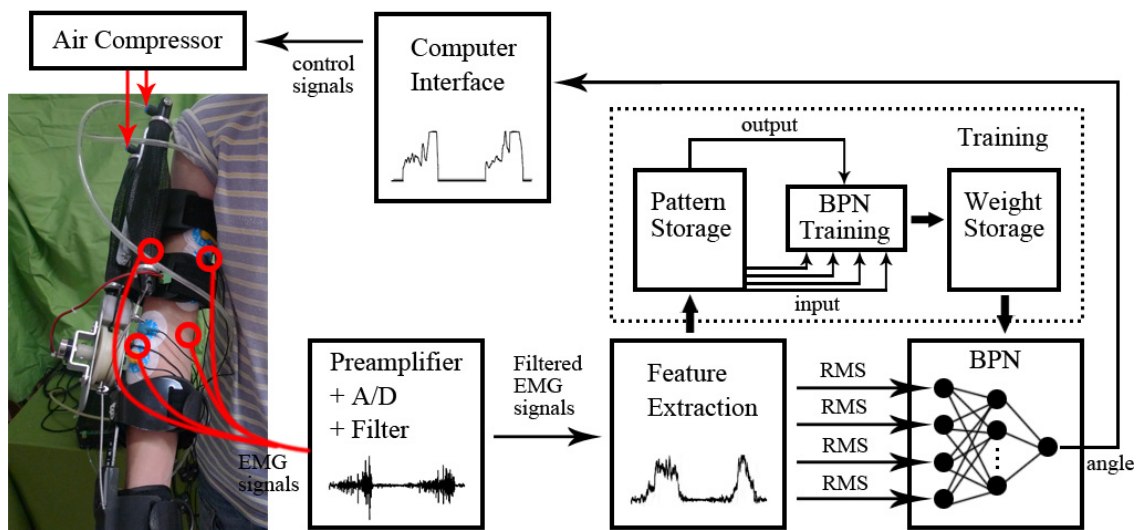 Air Compressor
control
signals
Computer
Interface
output
Training
Pattern
Storage
BPN
Training
Weight
Storage
input
EMG
signals
Preamplifier
+ A/D
+ Filter
Filtered
EMG
signals
Feature
Extraction
RMS
RMS
RMS
RMS
BPN
angle